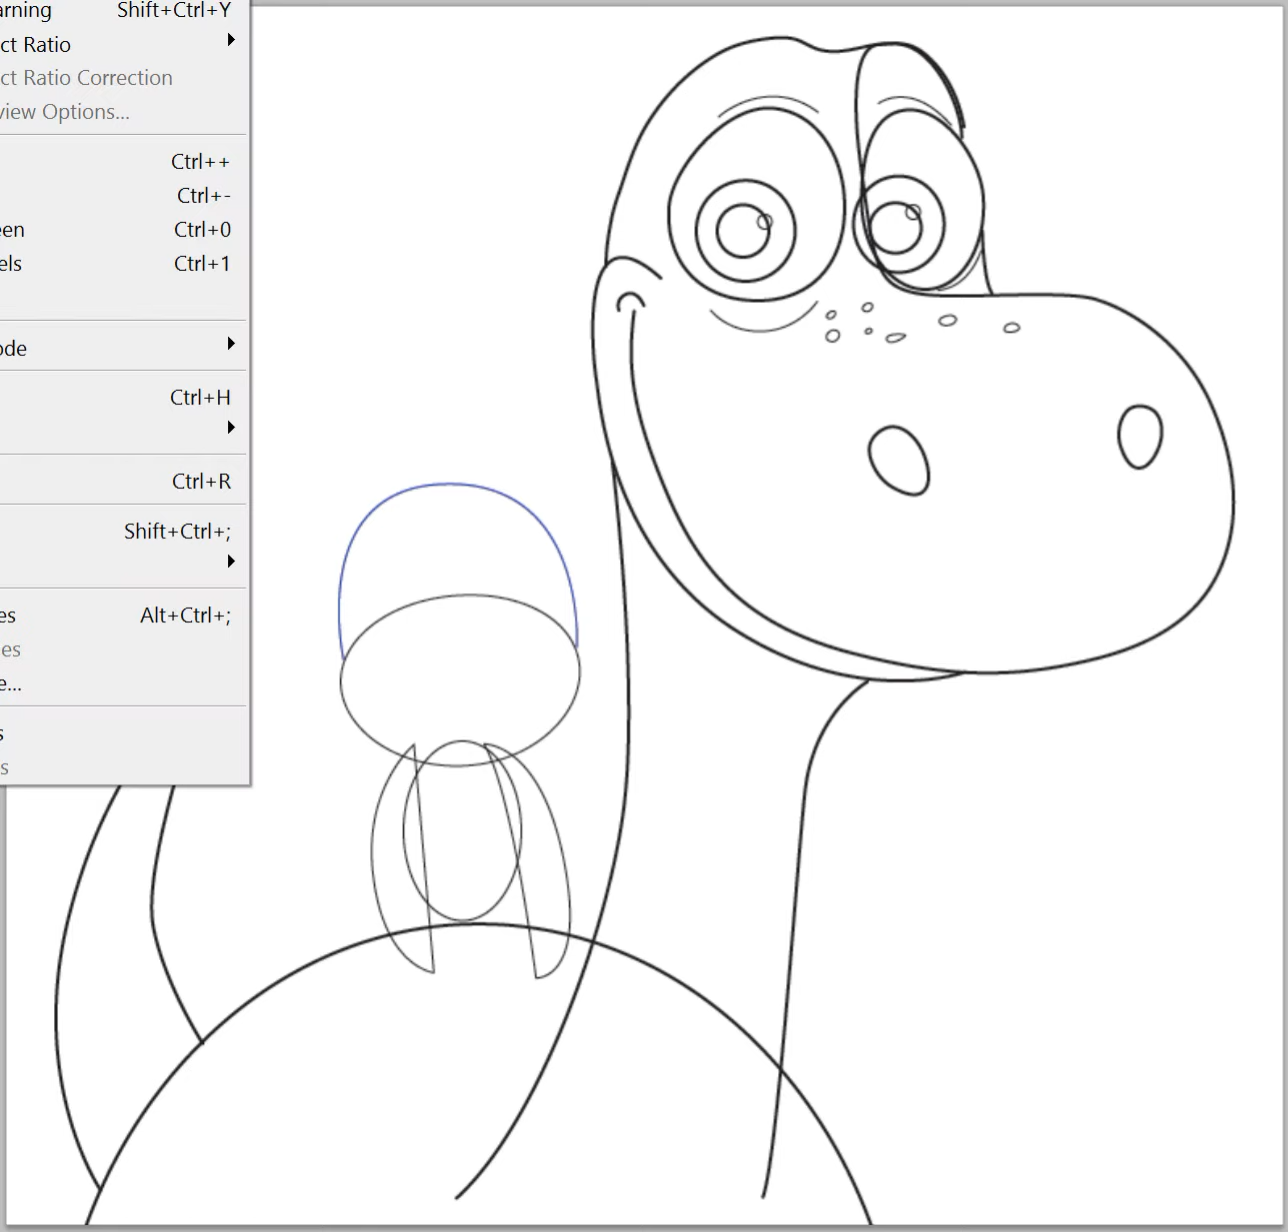 arning Shift+Ctrl+Y
ct Ratio
ct Ratio Correction
view Options...
Ctrl++
Ctrl+-
een Ctrl+0
els Ctrl+1
ode
Ctrl+H
Ctrl+R
Shift+Ctrl+;
es Alt+Ctrl+;
es
e...
s
s